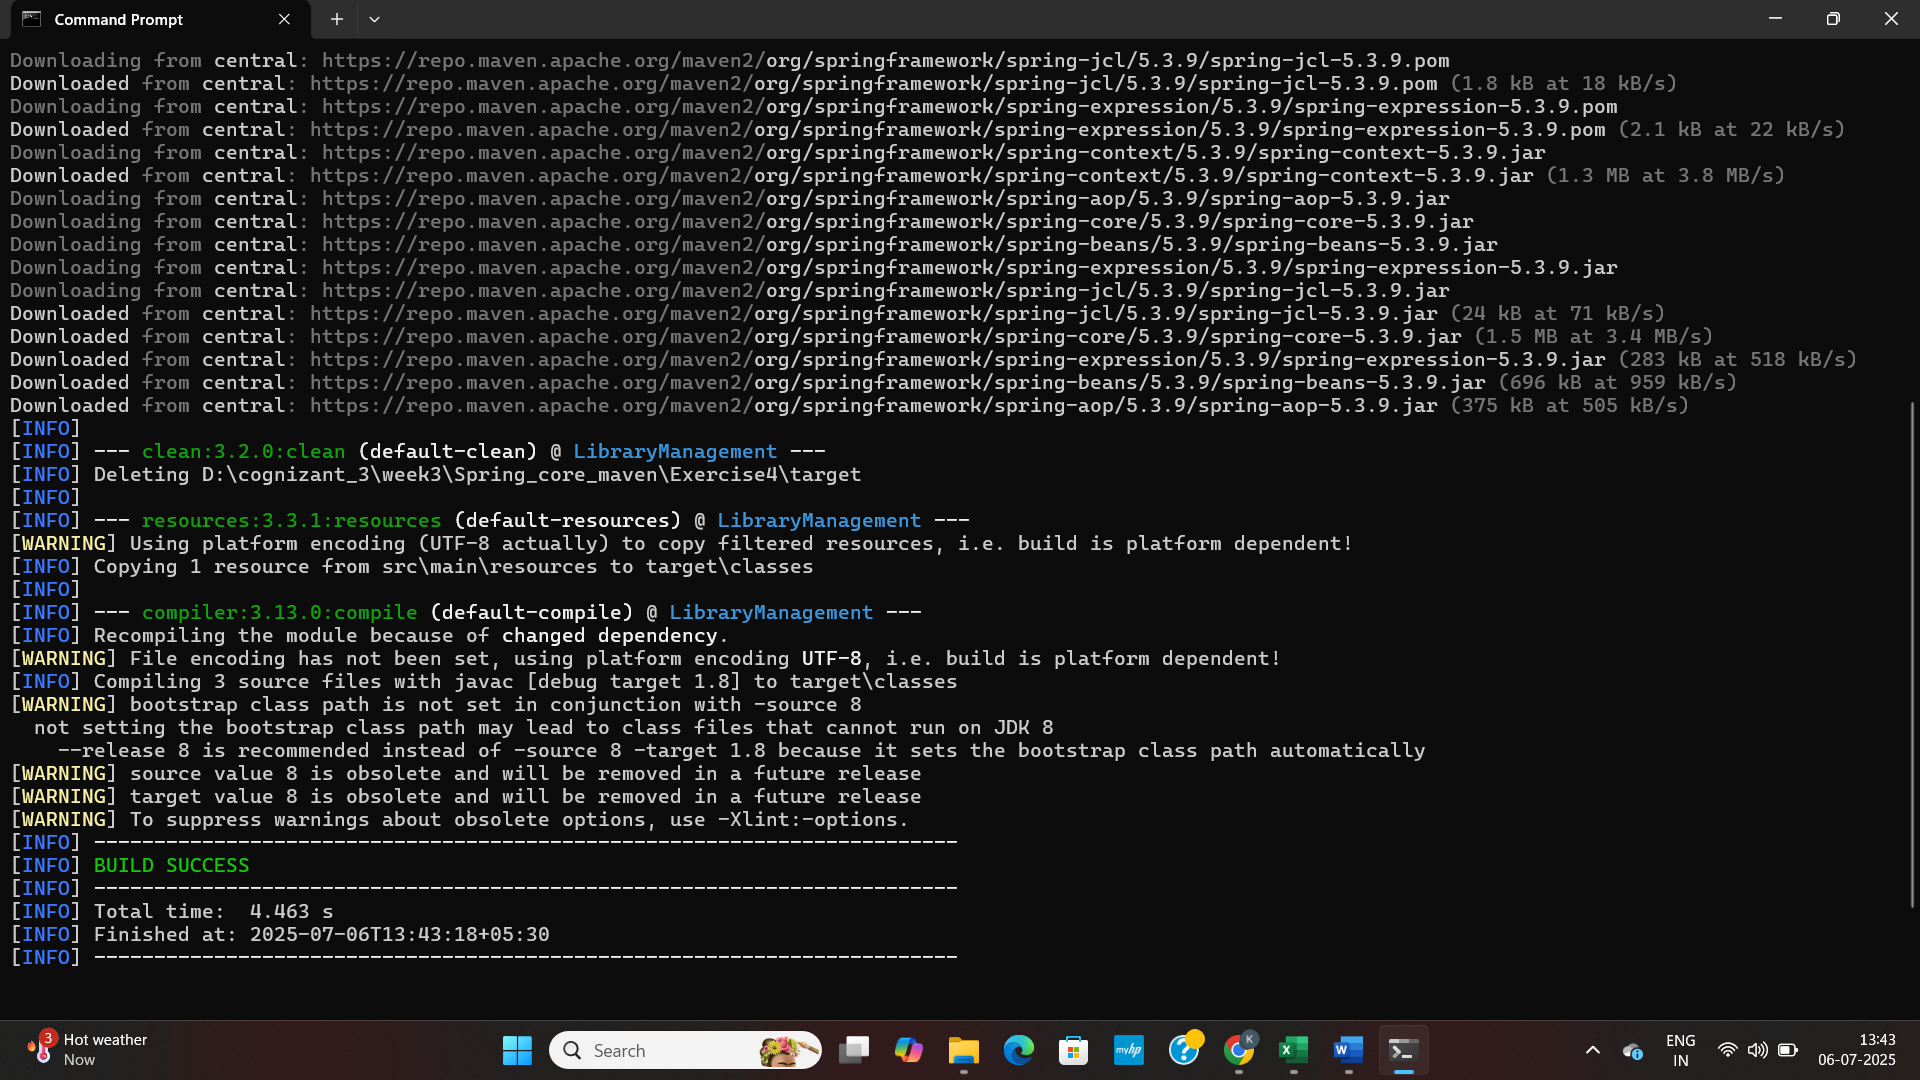 Command Prompt
Downloading from central: https://repo.maven.apache.org/maven2/org/springframework/spring-jcl/5.3.9/spring-jcl-5.3.9.pom
Downloaded from central: https://repo.maven.apache.org/maven2/org/springframework/spring-jcl/5.3.9/spring-jcl-5.3.9.pom (1.8 kB at 18 kB/s)
Downloading from central: https://repo.maven.apache.org/maven2/org/springframework/spring-expression/5.3.9/spring-expression-5.3.9.pom
Downloaded from central: https://repo.maven.apache.org/maven2/org/springframework/spring-expression/5.3.9/spring-expression-5.3.9.pom (2.1 kB at 22 kB/s)
Downloading from central: https://repo.maven.apache.org/maven2/org/springframework/spring-context/5.3.9/spring-context-5.3.9.jar
Downloaded from central: https://repo.maven.apache.org/maven2/org/springframework/spring-context/5.3.9/spring-context-5.3.9.jar (1.3 MB at 3.8 MB/s)
Downloading from central: https://repo.maven.apache.org/maven2/org/springframework/spring-aop/5.3.9/spring-aop-5.3.9.jar
Downloading from central: https://repo.maven.apache.org/maven2/org/springframework/spring-core/5.3.9/spring-core-5.3.9.jar
Downloading from central: https://repo.maven.apache.org/maven2/org/springframework/spring-beans/5.3.9/spring-beans-5.3.9.jar
Downloading from central: https://repo.maven.apache.org/maven2/org/springframework/spring-expression/5.3.9/spring-expression-5.3.9.jar
Downloading from central: https://repo.maven.apache.org/maven2/org/springframework/spring-jcl/5.3.9/spring-jcl-5.3.9.jar
Downloaded from central: https://repo.maven.apache.org/maven2/org/springframework/spring-jcl/5.3.9/spring-jcl-5.3.9.jar (24 kB at 71 kB/s)
Downloaded from central: https://repo.maven.apache.org/maven2/org/springframework/spring-core/5.3.9/spring-core-5.3.9.jar (1.5 MB at 3.4 MB/s)
Downloaded from central: https://repo.maven.apache.org/maven2/org/springframework/spring-expression/5.3.9/spring-expression-5.3.9.jar (283 kB at 518 kB/s)
Downloaded from central: https://repo.maven.apache.org/maven2/org/springframework/spring-beans/5.3.9/spring-beans-5.3.9.jar (696 kB at 959 kB/s)
Downloaded from central: https://repo.maven.apache.org/maven2/org/springframework/spring-aop/5.3.9/spring-aop-5.3.9.jar (375 kB at 505 kB/s)
[INFO]
[INFO] --- clean:3.2.0:clean (default-clean) @ LibraryManagement ---
[INFO] Deleting D:\cognizant_3\week3\Spring_core_maven\Exercise4\target
[INFO]
[INFO] --- resources:3.3.1:resources (default-resources) @ LibraryManagement ---
[WARNING] Using platform encoding (UTF-8 actually) to copy filtered resources, i.e. build is platform dependent!
[INFO] Copying 1 resource from src\main\resources to target\classes
[INFO]
[INFO] --- compiler:3.13.0:compile (default-compile) @ LibraryManagement ---
[INFO] Recompiling the module because of changed dependency.
[WARNING] File encoding has not been set, using platform encoding UTF-8, i.e. build is platform dependent!
[INFO] Compiling 3 source files with javac [debug target 1.8] to target\classes
[WARNING] bootstrap class path is not set in conjunction with -source 8
not setting the bootstrap class path may lead to class files that cannot run on JDK 8
--release 8 is recommended instead of -source 8 -target 1.8 because it sets the bootstrap class path automatically
[WARNING] source value 8 is obsolete and will be removed in a future release
[WARNING] target value 8 is obsolete and will be removed in a future release
[WARNING] To suppress warnings about obsolete options, use -Xlint:-options.
[INFO] ------------------------------------------------------------------------
[INFO] BUILD SUCCESS
[INFO] ------------------------------------------------------------------------
[INFO] Total time:  4.463 s
[INFO] Finished at: 2025-07-06T13:43:18+05:30
[INFO] ------------------------------------------------------------------------
3
Hot weather
Now
Search
myhp
K
ENG
IN
13:43
06-07-2025